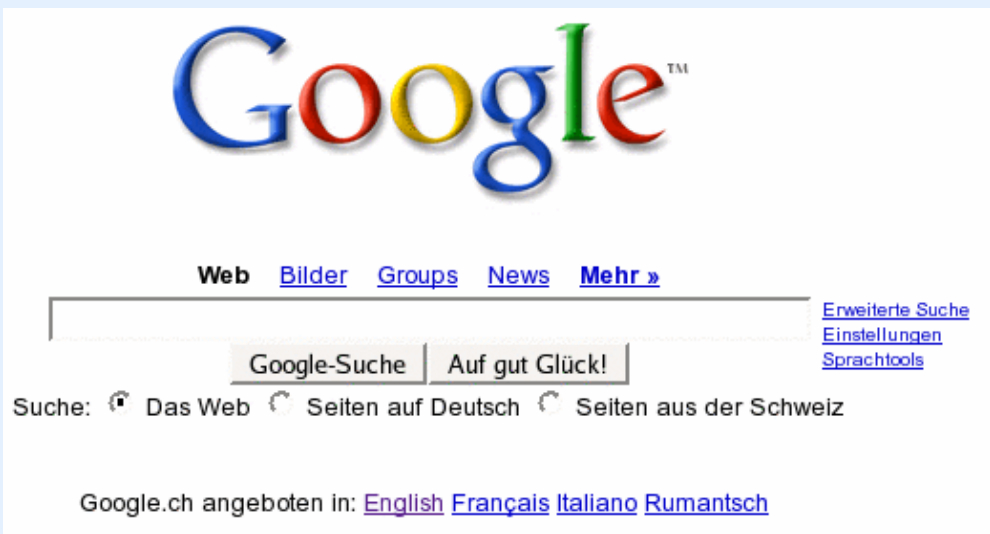 Google™
Web Bilder Groups News Mehr »
Erweiterte Suche
Einstellungen
Sprachtools
Google-Suche Auf gut Glück!
Suche: Das Web Seiten auf Deutsch Seiten aus der Schweiz
Google.ch angeboten in: English Français Italiano Rumantsch